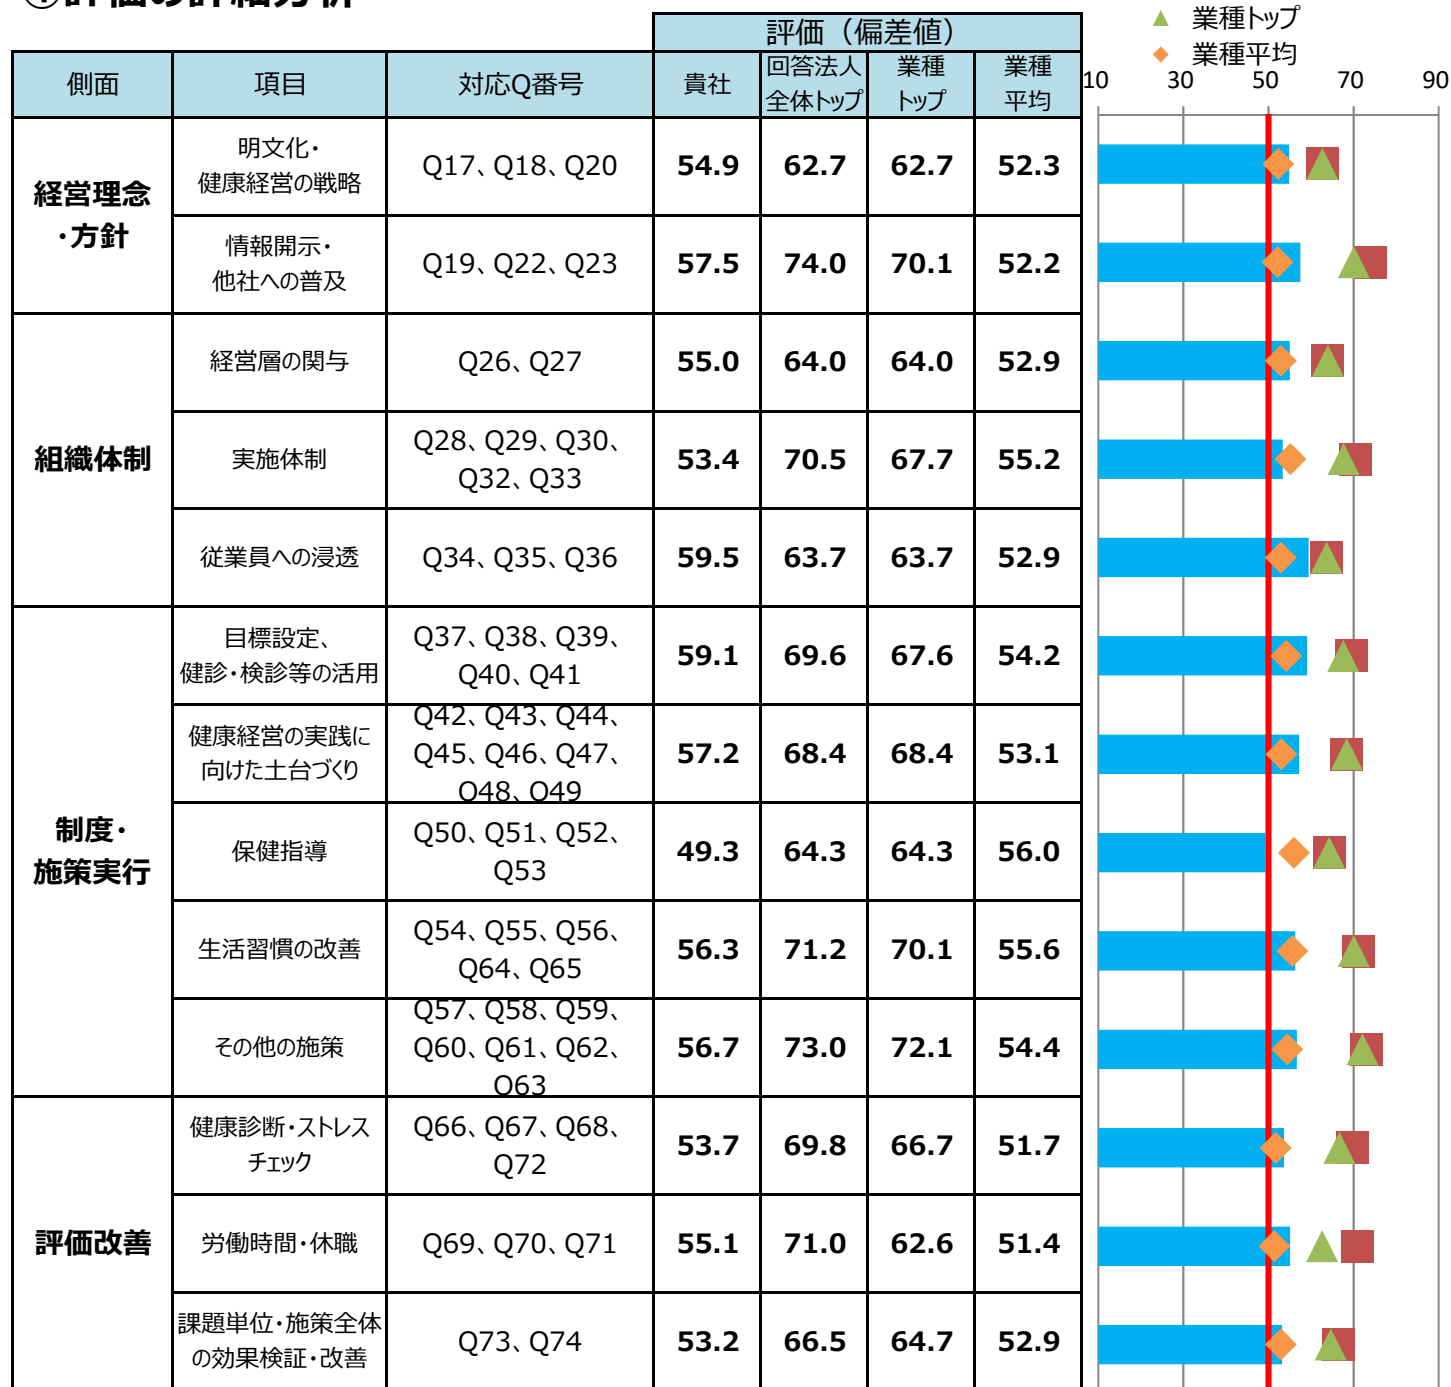 ①評価の詳細分析
業種トップ
業種平均
評価（偏差値）
側面 項目 対応Q番号 貴社 回答法人 業種 業種
全体トップ トップ 平均
10 30 50 70 90
経営理念
・方針
明文化・
健康経営の戦略
Q17、Q18、Q20 54.9 62.7 62.7 52.3
情報開示・
他社への普及
Q19、Q22、Q23 57.5 74.0 70.1 52.2
組織体制
経営層の関与 Q26、Q27 55.0 64.0 64.0 52.9
実施体制
Q28、Q29、Q30、
Q32、Q33
53.4 70.5 67.7 55.2
従業員への浸透 Q34、Q35、Q36 59.5 63.7 63.7 52.9
制度・
施策実行
目標設定、
健診・検診等の活用
Q37、Q38、Q39、
Q40、Q41
59.1 69.6 67.6 54.2
健康経営の実践に
向けた土台づくり
Q42、Q43、Q44、
Q45、Q46、Q47、
Q48、Q49
57.2 68.4 68.4 53.1
保健指導
Q50、Q51、Q52、
Q53
49.3 64.3 64.3 56.0
生活習慣の改善
Q54、Q55、Q56、
Q64、Q65
56.3 71.2 70.1 55.6
その他の施策
Q57、Q58、Q59、
Q60、Q61、Q62、
Q63
56.7 73.0 72.1 54.4
評価改善
健康診断・ストレス
チェック
Q66、Q67、Q68、
Q72
53.7 69.8 66.7 51.7
労働時間・休職 Q69、Q70、Q71 55.1 71.0 62.6 51.4
課題単位・施策全体
の効果検証・改善
Q73、Q74 53.2 66.5 64.7 52.9